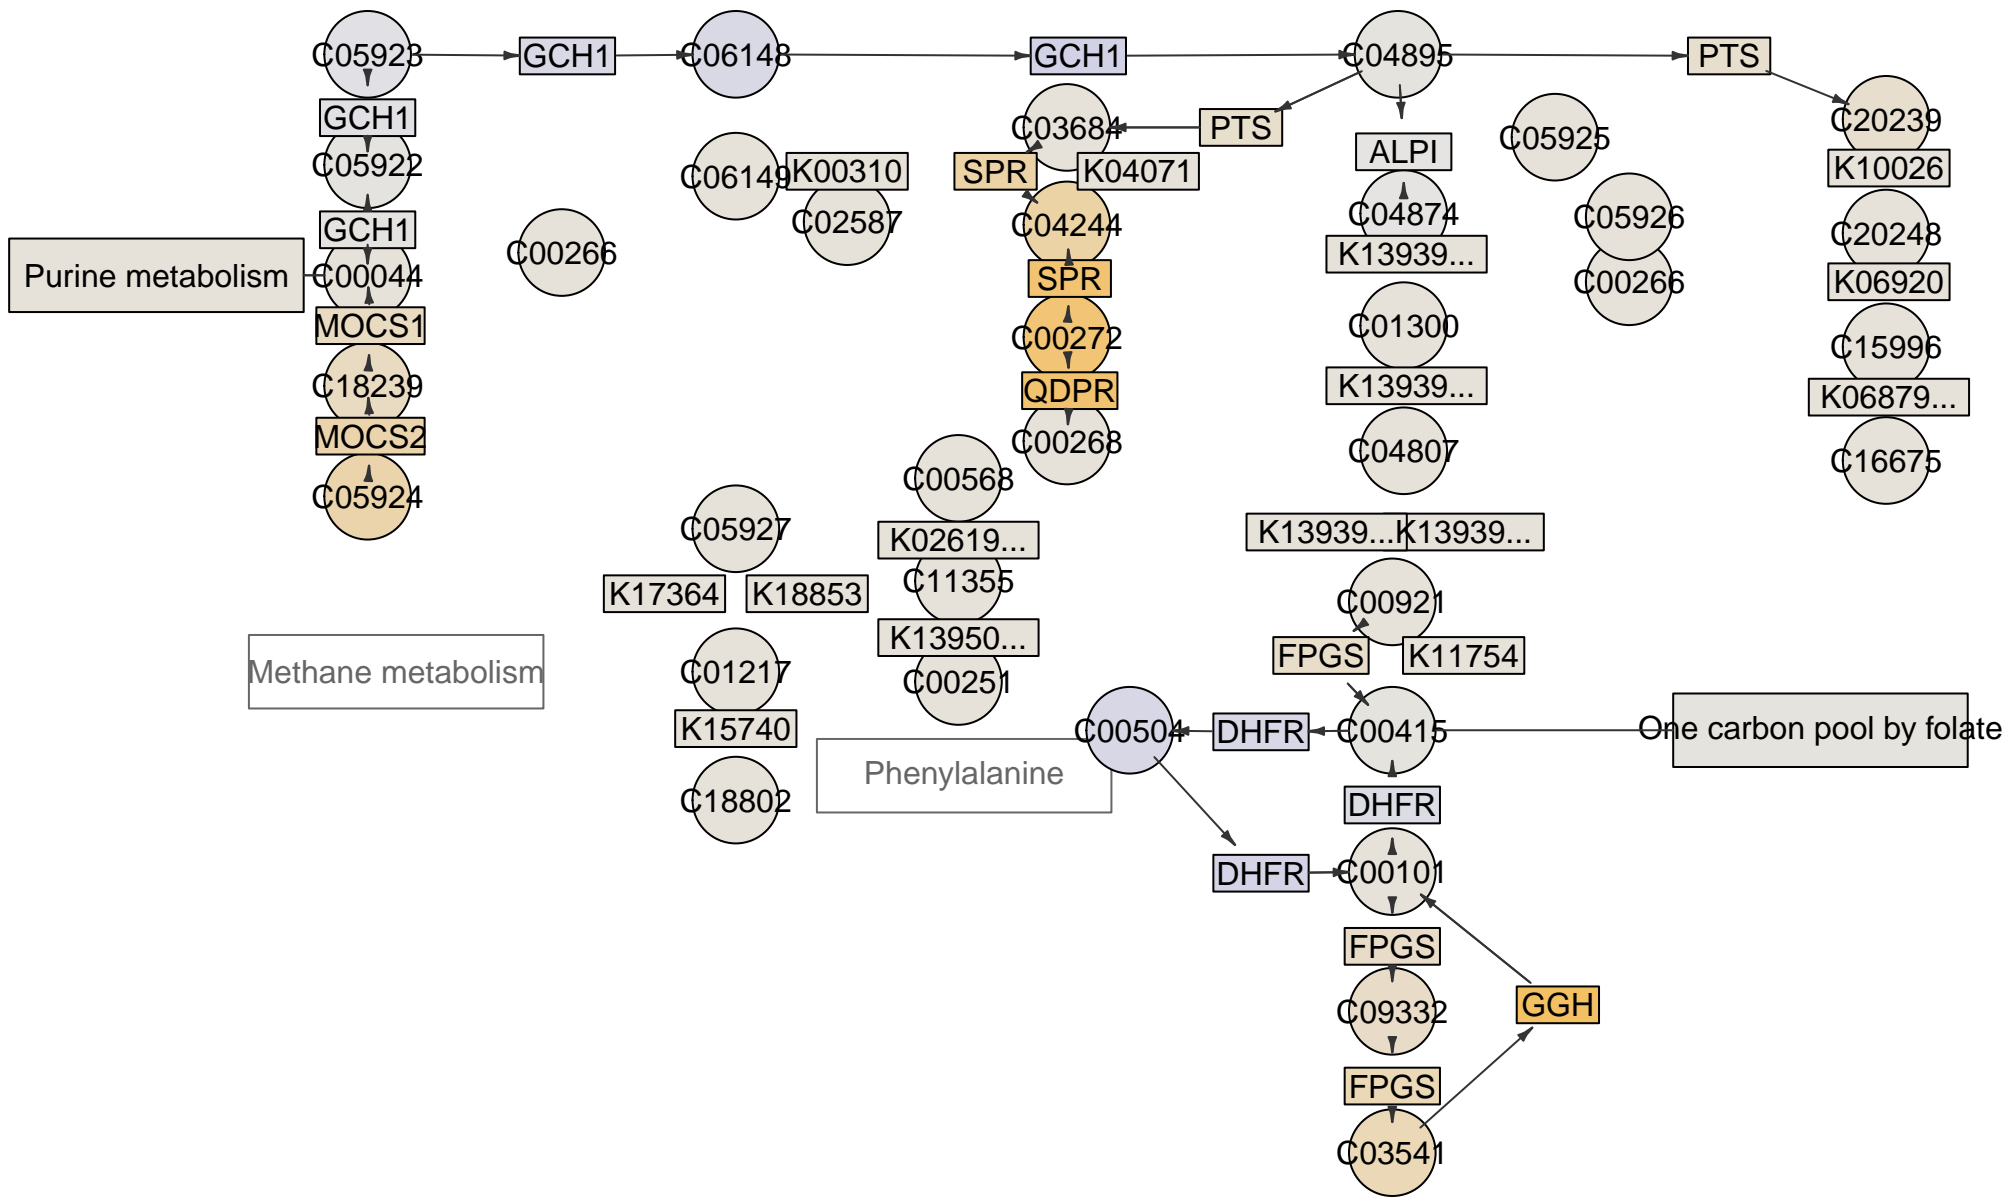 C05923
GCH1
C06148
GCH1
C04895
PTS
GCH1
C03684
PTS
C20239
C05922
C06149
K00310
SPR
K04071
ALPI
C05925
K10026
GCH1
C00266
C02587
C04244
C04874
C05926
C20248
Purine metabolism
C00044
SPR
K13939...
C00266
K06920
MOCS1
C00272
C01300
C15996
C18239
QDPR
K13939...
K06879...
MOCS2
C00268
C04807
C16675
C05924
C00568
C05927
K02619...
K13939...
K13939...
K17364
K18853
C11355
C00921
Methane metabolism
C01217
K13950...
FPGS
K11754
C00251
K15740
C00504
DHFR
C00415
One carbon pool by folate
Phenylalanine
C18802
DHFR
DHFR
C00101
FPGS
C09332
GGH
FPGS
C03541